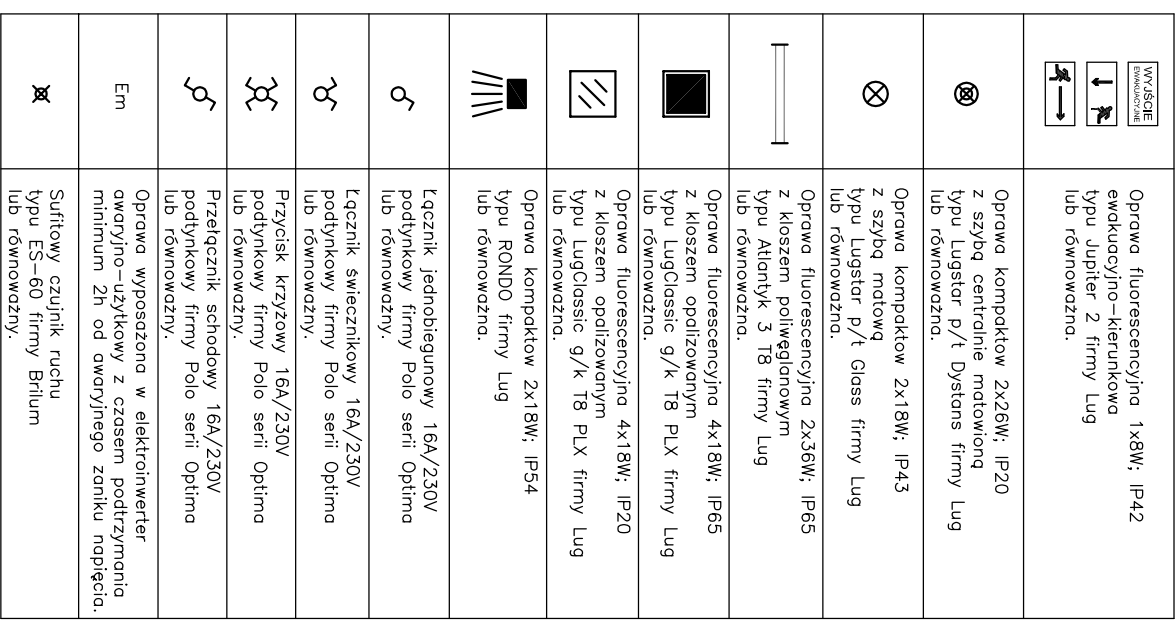 WYJŚCIE
EWAKUACYJNE
Oprawa fluorescencyjna 1x8W; IP42
ewakuacyjno-kierunkowa
typu Jupiter 2 firmy Lug
lub równoważna.
Oprawa kompaktow 2x26W; IP20
z szybą centralnie matowioną
typu Lugstar p/t Dystans firmy Lug
lub równoważna.
Oprawa kompaktow 2x18W; IP43
z szybą matową
typu Lugstar p/t Glass firmy Lug
lub równoważna.
Oprawa fluorescencyjna 2x36W; IP65
z kloszem poliwęglanowym
typu Atlantyk 3 T8 firmy Lug
lub równoważna.
Oprawa fluorescencyjna 4x18W; IP65
z kloszem opalizowanym
typu LugClassic g/k T8 PLX firmy Lug
lub równoważna.
Oprawa fluorescencyjna 4x18W; IP20
z kloszem opalizowanym
typu LugClassic g/k T8 PLX firmy Lug
lub równoważna.
Oprawa kompaktow 2x18W; IP54
typu RONDO firmy Lug
lub równoważna.
Łącznik jednobiegunowy 16A/230V
podtynkowy firmy Polo serii Optima
lub równoważny.
Łącznik świecznikowy 16A/230V
podtynkowy firmy Polo serii Optima
lub równoważny.
Przycisk krzyżowy 16A/230V
podtynkowy firmy Polo serii Optima
lub równoważny.
Przełącznik schodowy 16A/230V
podtynkowy firmy Polo serii Optima
lub równoważny.
Em
Oprawa wyposażona w elektroinwerter
awaryjno-użytkowy z czasem podtrzymania
minimum 2h od awaryjnego zaniku napięcia.
Sufitowy czujnik ruchu
typu ES-60 firmy Brilum
lub równoważny.